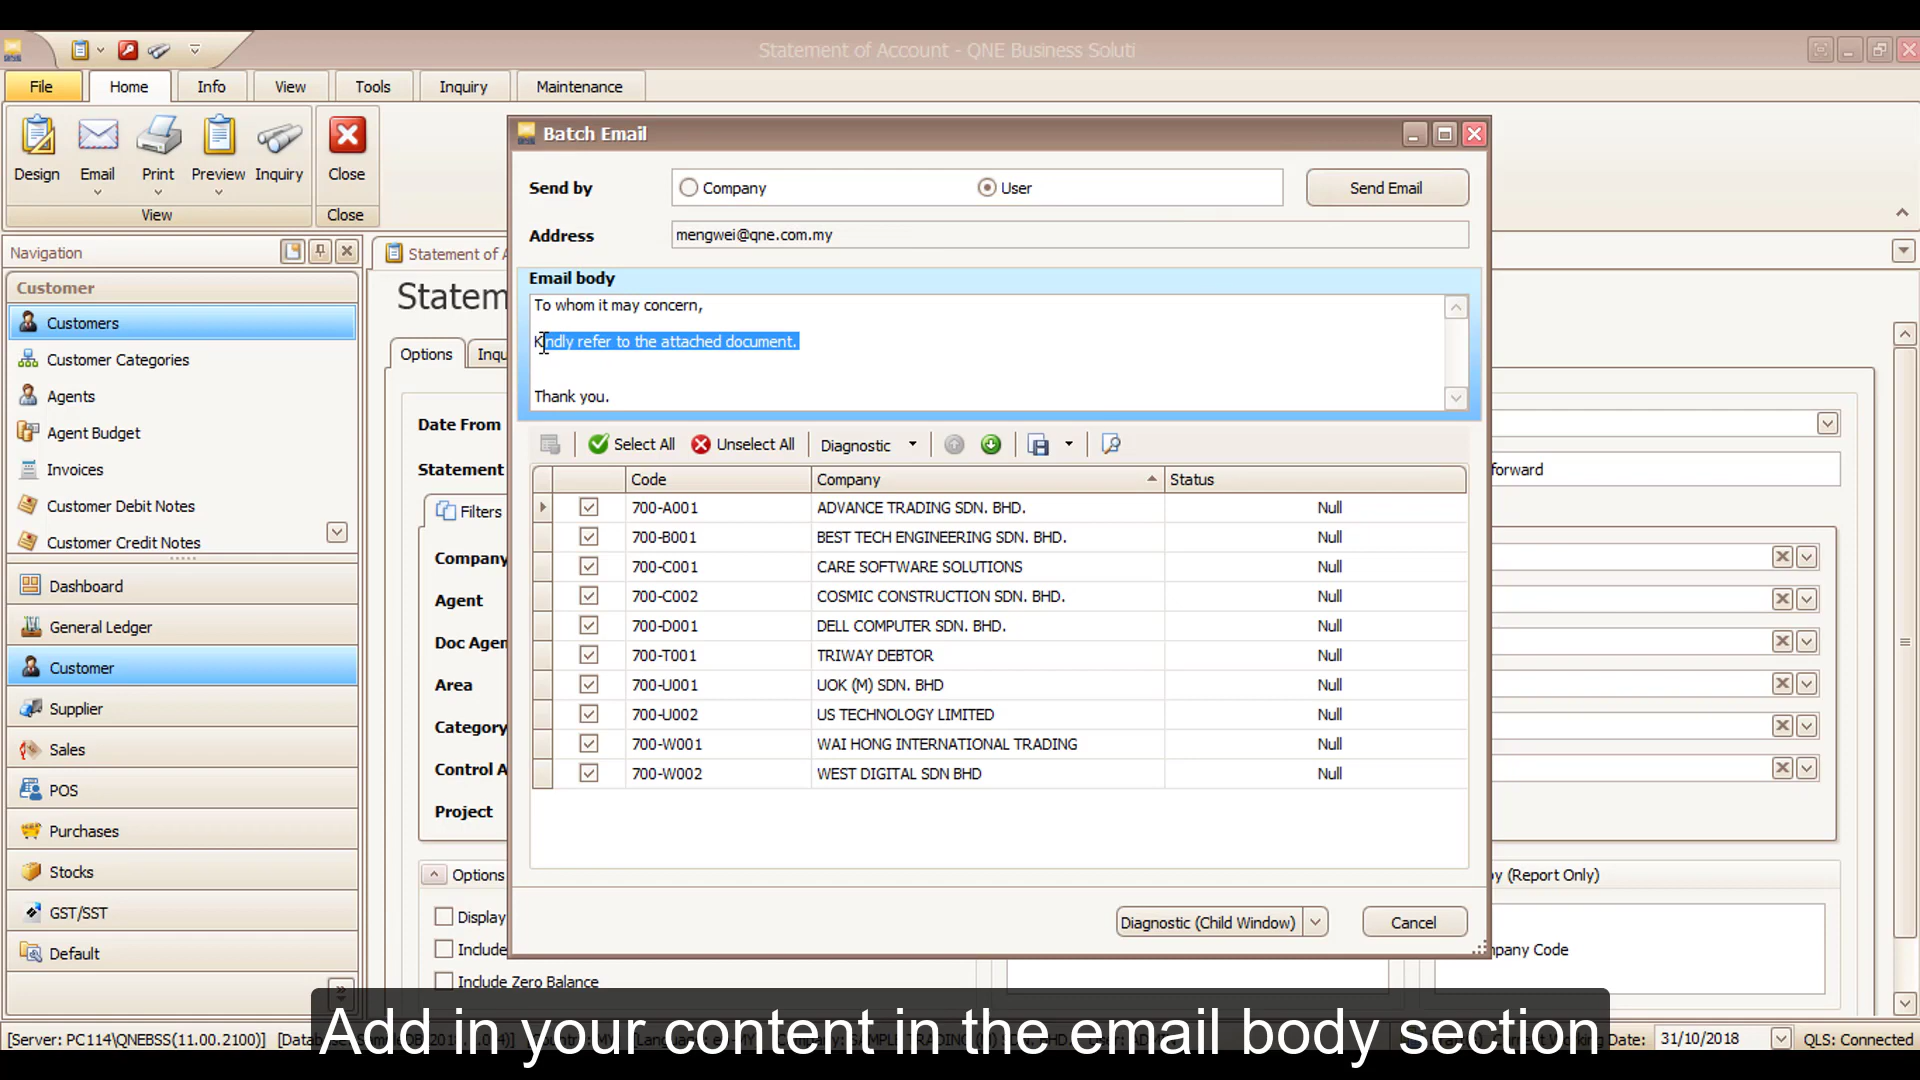 Statement of Account - QNE Business Soluti
File
Home
Info
View
Tools
Inquiry
Maintenance
Design
Email
Print
Preview
Inquiry
Close
View
Close
Navigation
Customer
Customers
Customer Categories
Agents
Agent Budget
Invoices
Customer Debit Notes
Customer Credit Notes
Dashboard
General Ledger
Customer
Supplier
Sales
POS
Purchases
Stocks
GST/SST
Default
Statement of A
Statem
Options
Inqu
Date From
Statement
Filters
Company
Agent
Doc Agen
Area
Category
Control A
Project
Options
Display
Include
Include Zero Balance
forward
by (Report Only)
mpany Code
Batch Email
Send by
Company
User
Send Email
Address
mengwei@qne.com.my
Email body
To whom it may concern,
Kindly refer to the attached document.
Thank you.
Select All
Unselect All
Diagnostic
Code Company Status
700-A001 ADVANCE TRADING SDN. BHD. Null
700-B001 BEST TECH ENGINEERING SDN. BHD. Null
700-C001 CARE SOFTWARE SOLUTIONS Null
700-C002 COSMIC CONSTRUCTION SDN. BHD. Null
700-D001 DELL COMPUTER SDN. BHD. Null
700-T001 TRIWAY DEBTOR Null
700-U001 UOK (M) SDN. BHD Null
700-U002 US TECHNOLOGY LIMITED Null
700-W001 WAI HONG INTERNATIONAL TRADING Null
700-W002 WEST DIGITAL SDN BHD Null
Diagnostic (Child Window)
Cancel
Add in your content in the email body section
[Server: PC114\QNEBSS(11.00.2100)]
Date:
31/10/2018
QLS: Connected